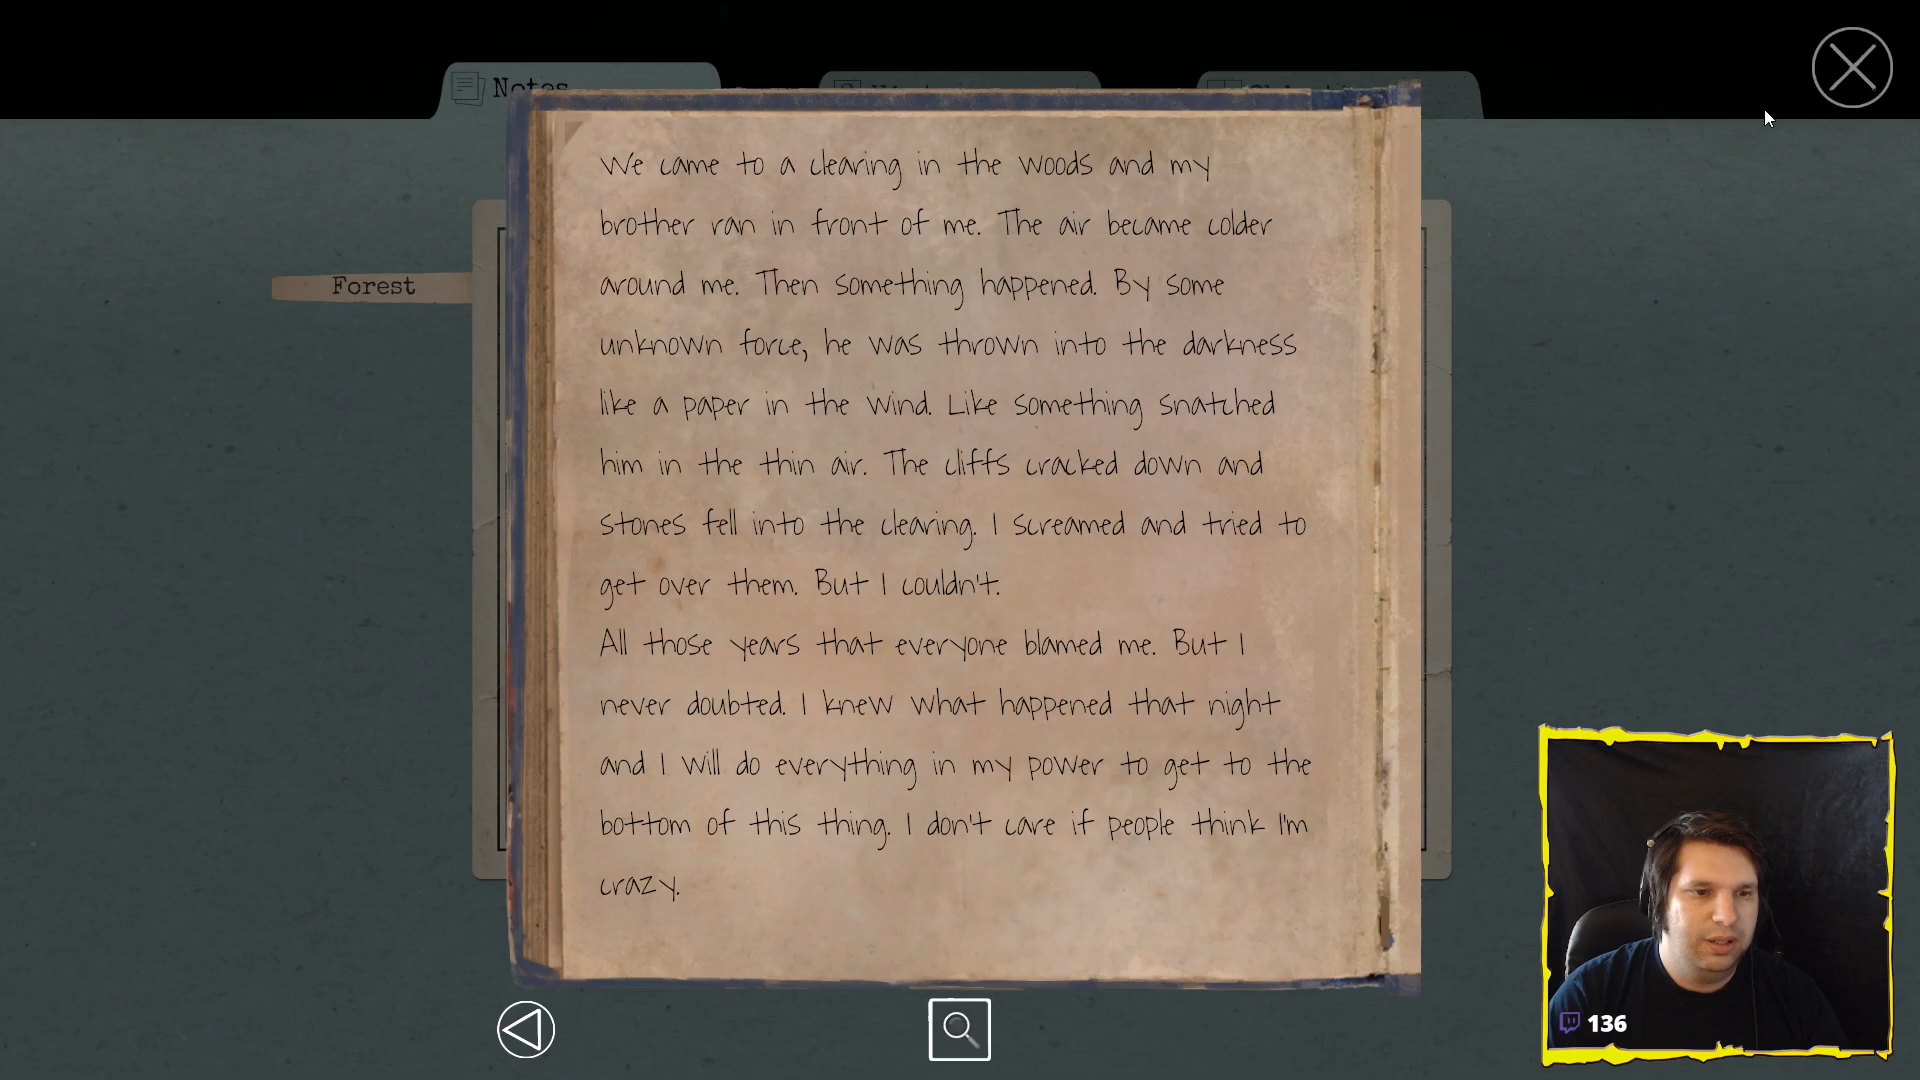 Notes
Forest
We came to a clearing in the woods and my
brother ran in front of me. The air became colder
around me. Then something happened. By some
unknown force, he was thrown into the darkness
like a paper in the wind. Like something snatched
him in the thin air. The cliffs cracked down and
stones fell into the clearing. I screamed and tried to
get over them. But I couldn't.
All those years that everyone blamed me. But I
never doubted. I knew what happened that night
and I will do everything in my power to get to the
bottom of this thing. I don't care if people think I'm
crazy.
136